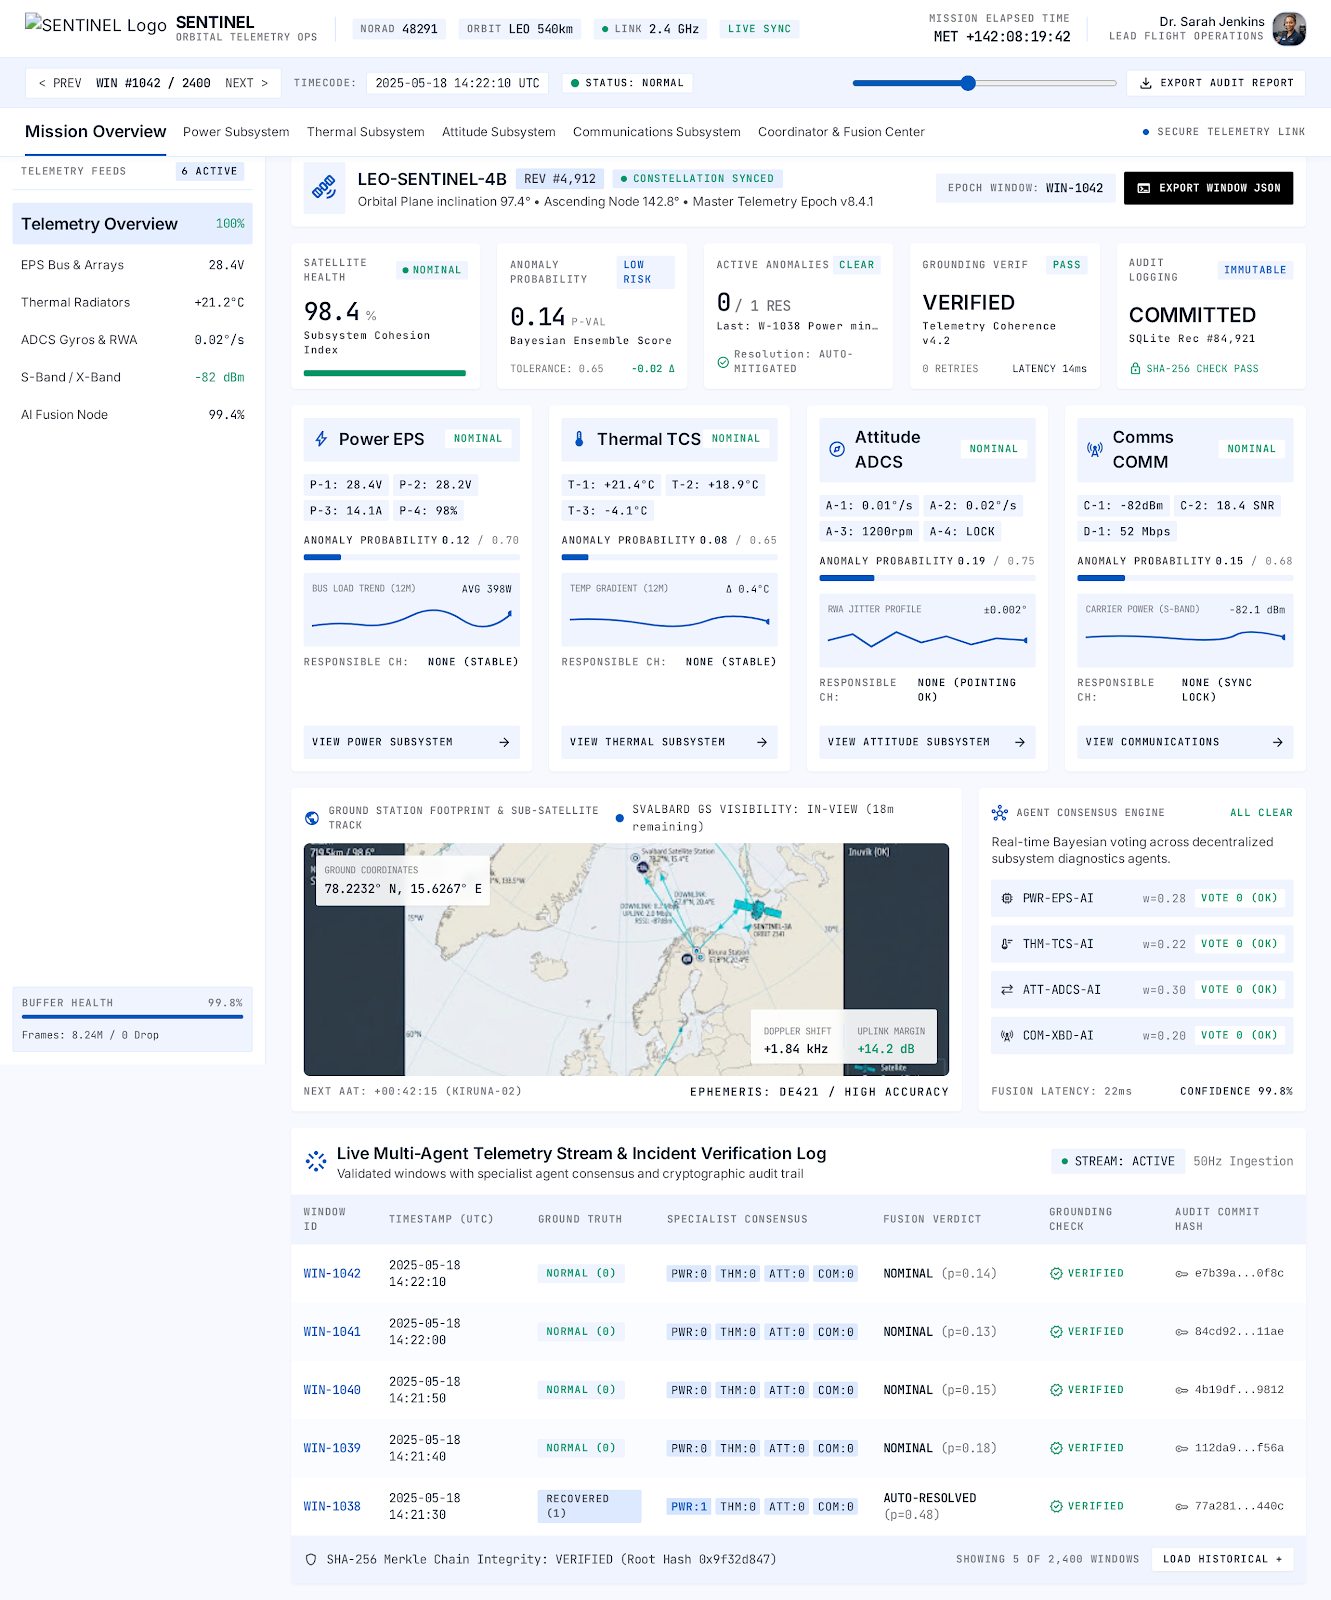 SENTINEL Logo
SENTINEL
ORBITAL TELEMETRY OPS
NORAD 48291
ORBIT LEO 540km
LINK 2.4 GHz
LIVE SYNC
MISSION ELAPSED TIME
MET +142:08:19:42
Dr. Sarah Jenkins
LEAD FLIGHT OPERATIONS
< PREV WIN #1042 / 2400 NEXT >
TIMECODE: 2025-05-18 14:22:10 UTC
STATUS: NORMAL
EXPORT AUDIT REPORT
Mission Overview
Power Subsystem
Thermal Subsystem
Attitude Subsystem
Communications Subsystem
Coordinator & Fusion Center
SECURE TELEMETRY LINK
TELEMETRY FEEDS 6 ACTIVE
Telemetry Overview 100%
EPS Bus & Arrays 28.4V
Thermal Radiators +21.2°C
ADCS Gyros & RWA 0.02°/s
S-Band / X-Band -82 dBm
AI Fusion Node 99.4%
BUFFER HEALTH 99.8%
Frames: 8.24M / 0 Drop
LEO-SENTINEL-4B REV #4,912 CONSTELLATION SYNCED
Orbital Plane inclination 97.4° • Ascending Node 142.8° • Master Telemetry Epoch v8.4.1
EPOCH WINDOW: WIN-1042
EXPORT WINDOW JSON
SATELLITE
HEALTH
NOMINAL
98.4 %
Subsystem Cohesion
Index
ANOMALY
PROBABILITY
LOW
RISK
0.14 P-VAL
Bayesian Ensemble Score
TOLERANCE: 0.65 -0.02 Δ
ACTIVE ANOMALIES CLEAR
0 / 1 RES
Last: W-1038 Power min…
Resolution: AUTO-
MITIGATED
GROUNDING VERIF PASS
VERIFIED
Telemetry Coherence
v4.2
0 RETRIES LATENCY 14ms
AUDIT
LOGGING
IMMUTABLE
COMMITTED
SQLite Rec #84,921
SHA-256 CHECK PASS
Power EPS NOMINAL
P-1: 28.4V P-2: 28.2V
P-3: 14.1A P-4: 98%
ANOMALY PROBABILITY 0.12 / 0.70
BUS LOAD TREND (12M) AVG 398W
RESPONSIBLE CH: NONE (STABLE)
VIEW POWER SUBSYSTEM
Thermal TCS NOMINAL
T-1: +21.4°C T-2: +18.9°C
T-3: -4.1°C
ANOMALY PROBABILITY 0.08 / 0.65
TEMP GRADIENT (12M) Δ 0.4°C
RESPONSIBLE CH: NONE (STABLE)
VIEW THERMAL SUBSYSTEM
Attitude
ADCS
NOMINAL
A-1: 0.01°/s A-2: 0.02°/s
A-3: 1200rpm A-4: LOCK
ANOMALY PROBABILITY 0.19 / 0.75
RWA JITTER PROFILE ±0.002°
RESPONSIBLE
CH:
NONE (POINTING
OK)
VIEW ATTITUDE SUBSYSTEM
Comms
COMM
NOMINAL
C-1: -82dBm C-2: 18.4 SNR
D-1: 52 Mbps
ANOMALY PROBABILITY 0.15 / 0.68
CARRIER POWER (S-BAND) -82.1 dBm
RESPONSIBLE
CH:
NONE (SYNC
LOCK)
VIEW COMMUNICATIONS
GROUND STATION FOOTPRINT & SUB-SATELLITE
TRACK
SVALBARD GS VISIBILITY: IN-VIEW (18m
remaining)
719.5km / 98.6°
GROUND COORDINATES
78.2232° N, 15.6267° E
Svalbard Satellite Station
78.2°N, 15.4°E
Inuvik (OK)
SENTINEL-3A
Kiruna Station
15°W
30°E
60°N
Satellite
DOPPLER SHIFT
+1.84 kHz
UPLINK MARGIN
+14.2 dB
NEXT AAT: +00:42:15 (KIRUNA-02)
EPHEMERIS: DE421 / HIGH ACCURACY
AGENT CONSENSUS ENGINE ALL CLEAR
Real-time Bayesian voting across decentralized
subsystem diagnostics agents.
PWR-EPS-AI w=0.28 VOTE 0 (OK)
THM-TCS-AI w=0.22 VOTE 0 (OK)
ATT-ADCS-AI w=0.30 VOTE 0 (OK)
COM-XBD-AI w=0.20 VOTE 0 (OK)
FUSION LATENCY: 22ms CONFIDENCE 99.8%
Live Multi-Agent Telemetry Stream & Incident Verification Log
Validated windows with specialist agent consensus and cryptographic audit trail
STREAM: ACTIVE 50Hz Ingestion
WINDOW
ID
TIMESTAMP (UTC)
GROUND TRUTH
SPECIALIST CONSENSUS
FUSION VERDICT
GROUNDING
CHECK
AUDIT COMMIT
HASH
WIN-1042
2025-05-18
14:22:10
NORMAL (0)
PWR:0 THM:0 ATT:0 COM:0
NOMINAL (p=0.14)
VERIFIED
e7b39a...0f8c
WIN-1041
2025-05-18
14:22:00
NORMAL (0)
PWR:0 THM:0 ATT:0 COM:0
NOMINAL (p=0.13)
VERIFIED
84cd92...11ae
WIN-1040
2025-05-18
14:21:50
NORMAL (0)
PWR:0 THM:0 ATT:0 COM:0
NOMINAL (p=0.15)
VERIFIED
4b19df...9812
WIN-1039
2025-05-18
14:21:40
NORMAL (0)
PWR:0 THM:0 ATT:0 COM:0
NOMINAL (p=0.18)
VERIFIED
112da9...f56a
WIN-1038
2025-05-18
14:21:30
RECOVERED
(1)
PWR:1 THM:0 ATT:0 COM:0
AUTO-RESOLVED
(p=0.48)
VERIFIED
77a281...440c
SHA-256 Merkle Chain Integrity: VERIFIED (Root Hash 0x9f32d847)
SHOWING 5 OF 2,400 WINDOWS
LOAD HISTORICAL +